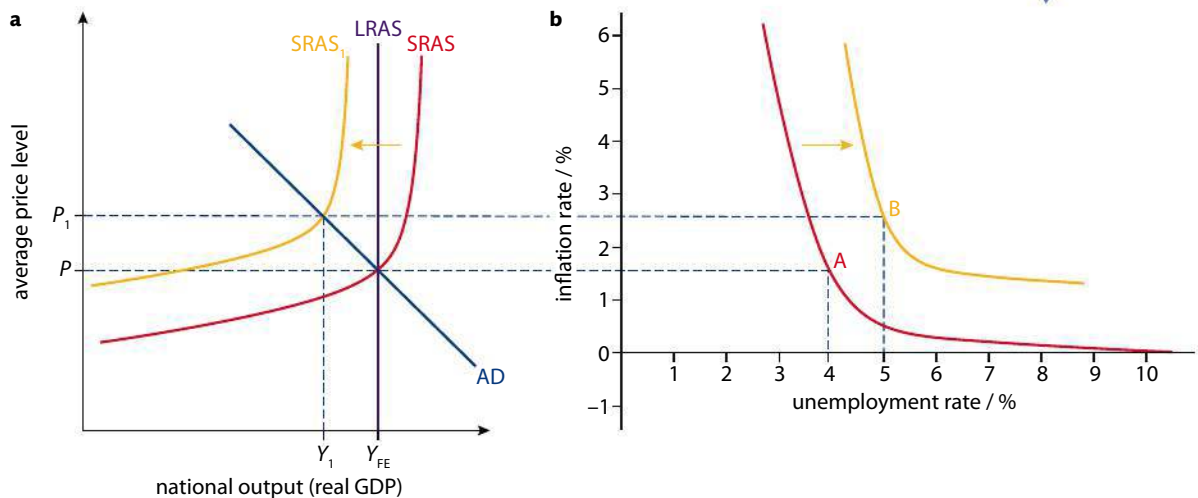 a
average price level
SRAS₁
LRAS
SRAS
P₁
P
AD
Y₁
Y_FE
national output (real GDP)
b
inflation rate / %
6
5
4
3
2
1
0
–1
A
B
1 2 3 4 5 6 7 8 9 10
unemployment rate / %